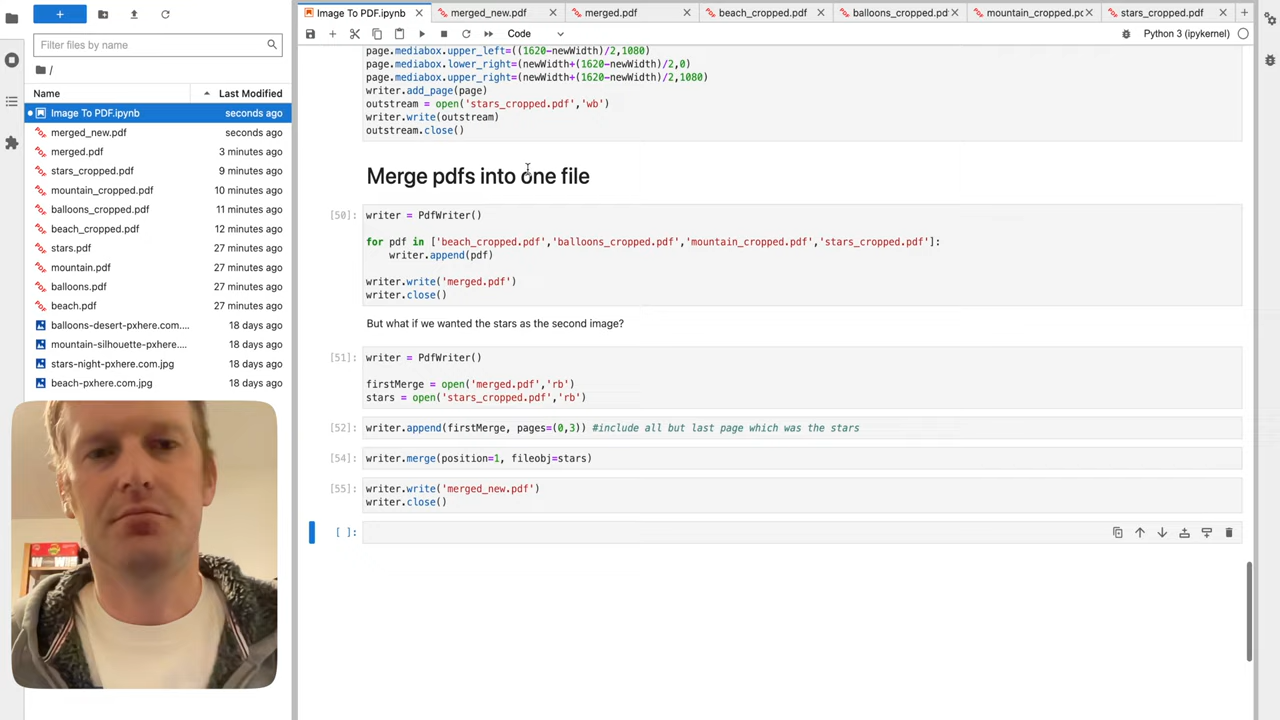 Image To PDF.ipynb
merged_new.pdf
merged.pdf
beach_cropped.pdf
balloons_cropped.pd
mountain_cropped.pd
stars_cropped.pdf
Filter files by name
Code
Python 3 (ipykernel)
/
Name
Last Modified
Image To PDF.ipynb seconds ago
merged_new.pdf seconds ago
merged.pdf 3 minutes ago
stars_cropped.pdf 9 minutes ago
mountain_cropped.pdf 10 minutes ago
balloons_cropped.pdf 11 minutes ago
beach_cropped.pdf 12 minutes ago
stars.pdf 27 minutes ago
mountain.pdf 27 minutes ago
balloons.pdf 27 minutes ago
beach.pdf 27 minutes ago
balloons-desert-pxhere.com.... 18 days ago
mountain-silhouette-pxhere.... 18 days ago
stars-night-pxhere.com.jpg 18 days ago
beach-pxhere.com.jpg 18 days ago
page.mediabox.upper_left=((1620-newWidth)/2,1080)
page.mediabox.lower_right=(newWidth+(1620-newWidth)/2,0)
page.mediabox.upper_right=(newWidth+(1620-newWidth)/2,1080)
writer.add_page(page)
outstream = open('stars_cropped.pdf','wb')
writer.write(outstream)
outstream.close()
Merge pdfs into one file
[50]:
writer = PdfWriter()
for pdf in ['beach_cropped.pdf','balloons_cropped.pdf','mountain_cropped.pdf','stars_cropped.pdf']:
writer.append(pdf)
writer.write('merged.pdf')
writer.close()
But what if we wanted the stars as the second image?
[51]:
writer = PdfWriter()
firstMerge = open('merged.pdf','rb')
stars = open('stars_cropped.pdf','rb')
[52]:
writer.append(firstMerge, pages=(0,3)) #include all but last page which was the stars
[54]:
writer.merge(position=1, fileobj=stars)
[55]:
writer.write('merged_new.pdf')
writer.close()
[ ]: